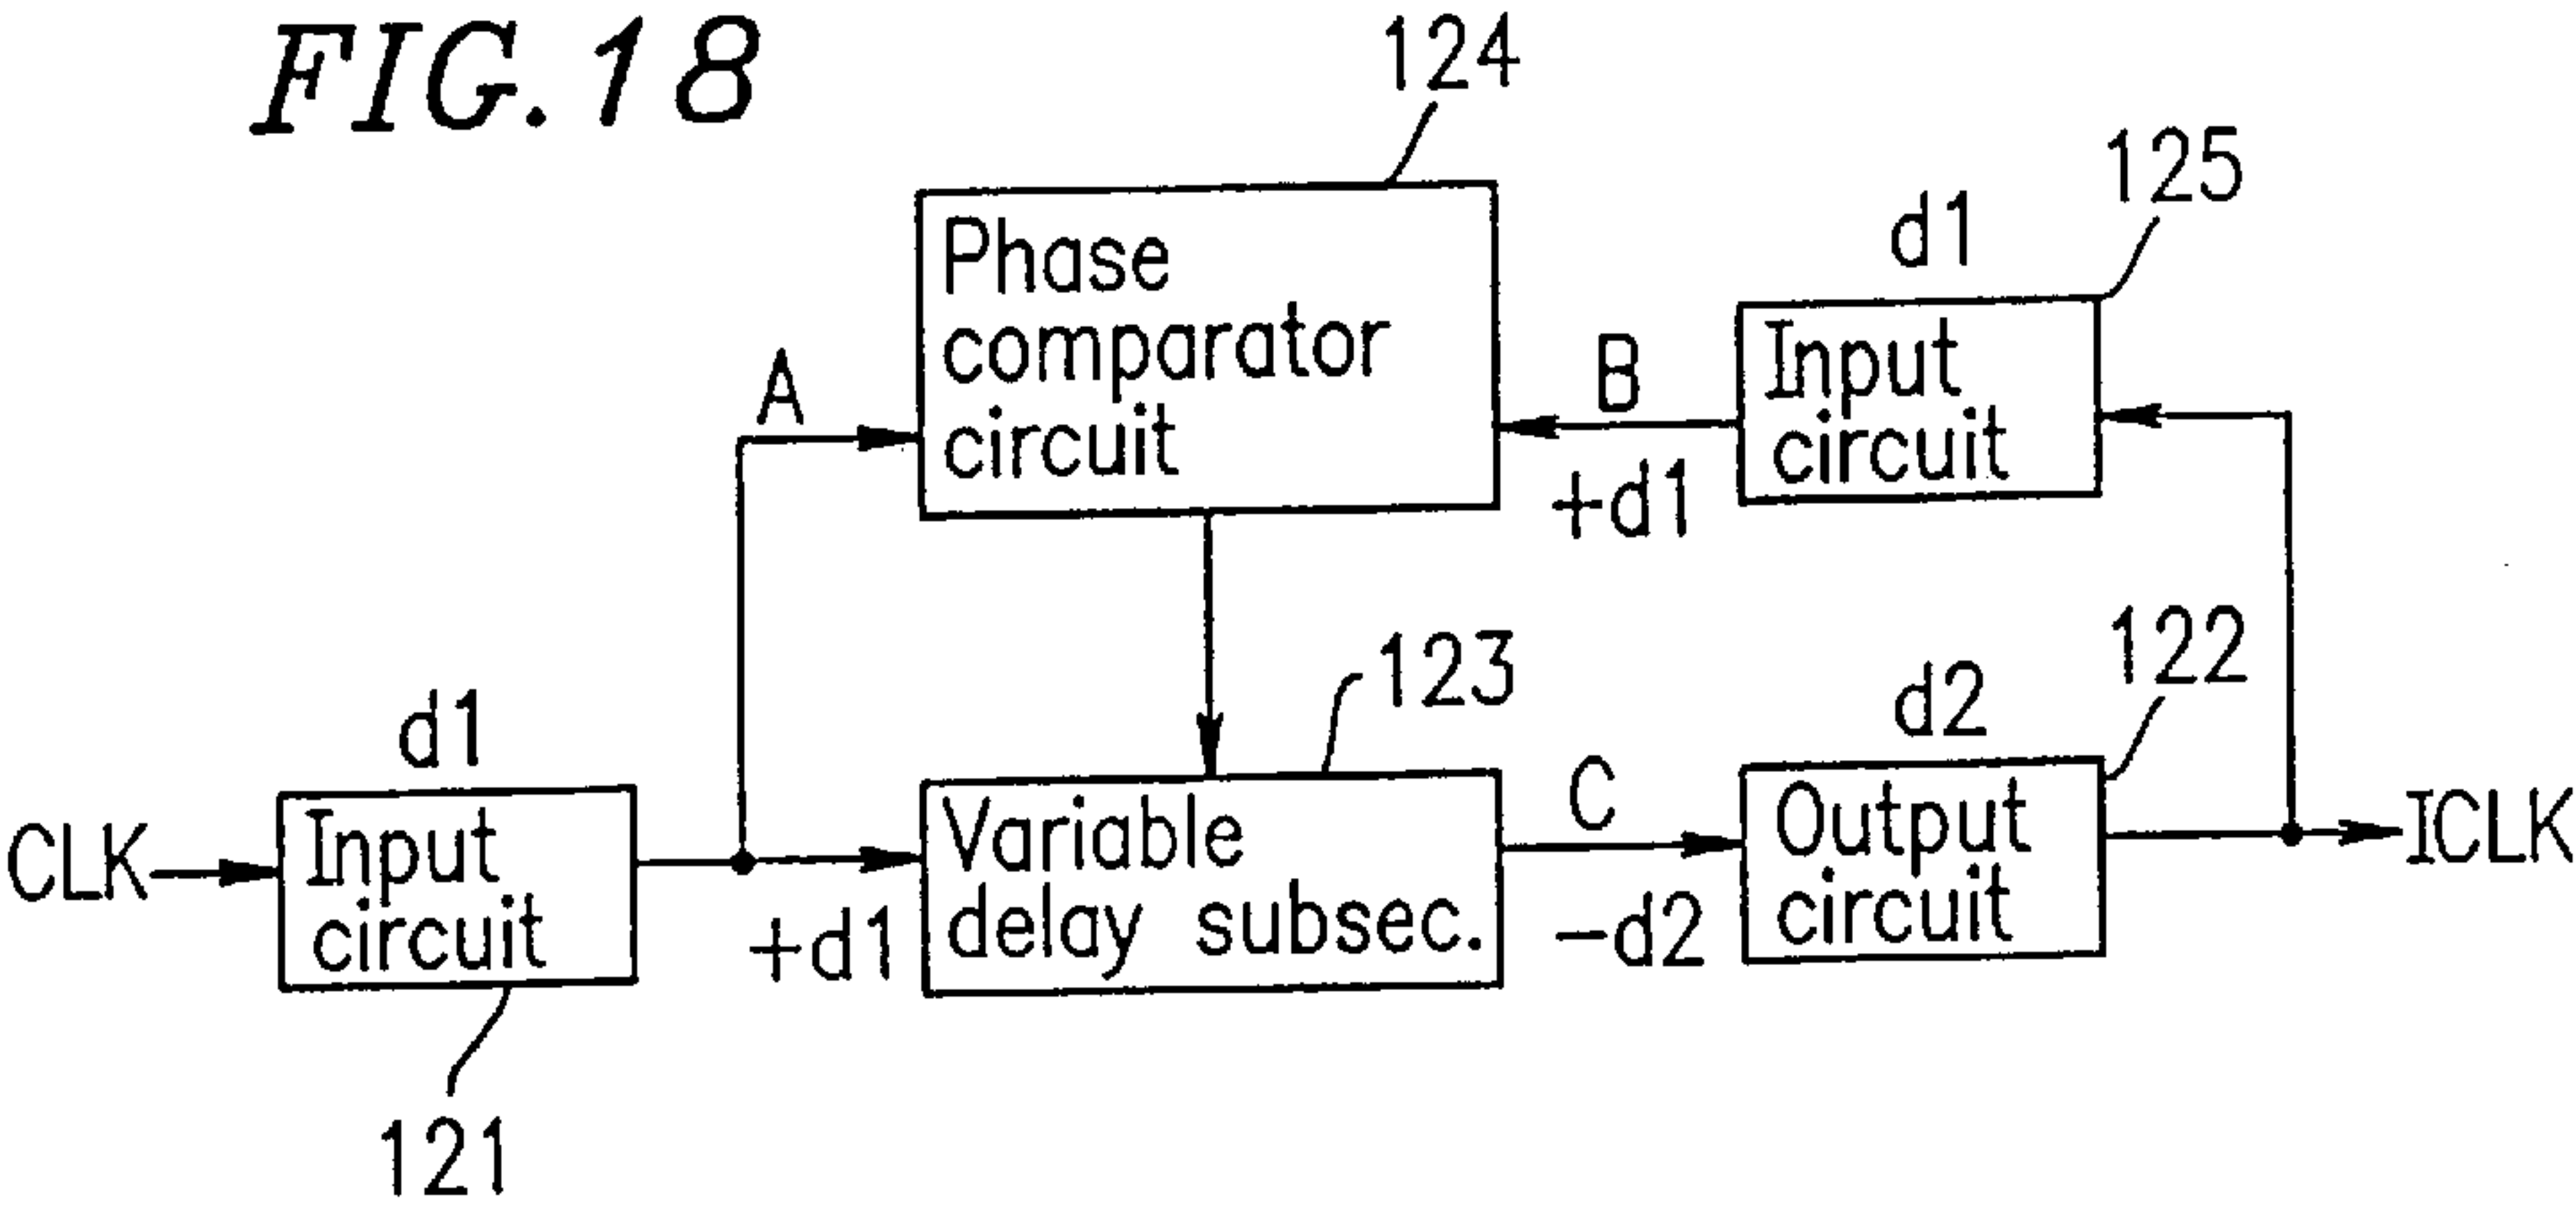 FIG.18
124
125
d1
Phase
comparator
circuit
A
B
Input
circuit
+d1
123
122
d1
d2
CLK
Input
circuit
Variable
delay subsec.
C
Output
circuit
ICLK
+d1
-d2
121